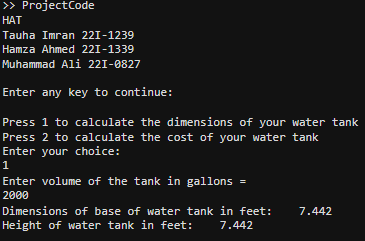 >> ProjectCode
HAT
Tauha Imran 22I-1239
Hamza Ahmed 22I-1339
Muhammad Ali 22I-0827
Enter any key to continue:
Press 1 to calculate the dimensions of your water tank
Press 2 to calculate the cost of your water tank
Enter your choice:
1
Enter volume of the tank in gallons =
2000
Dimensions of base of water tank in feet:    7.442
Height of water tank in feet:    7.442